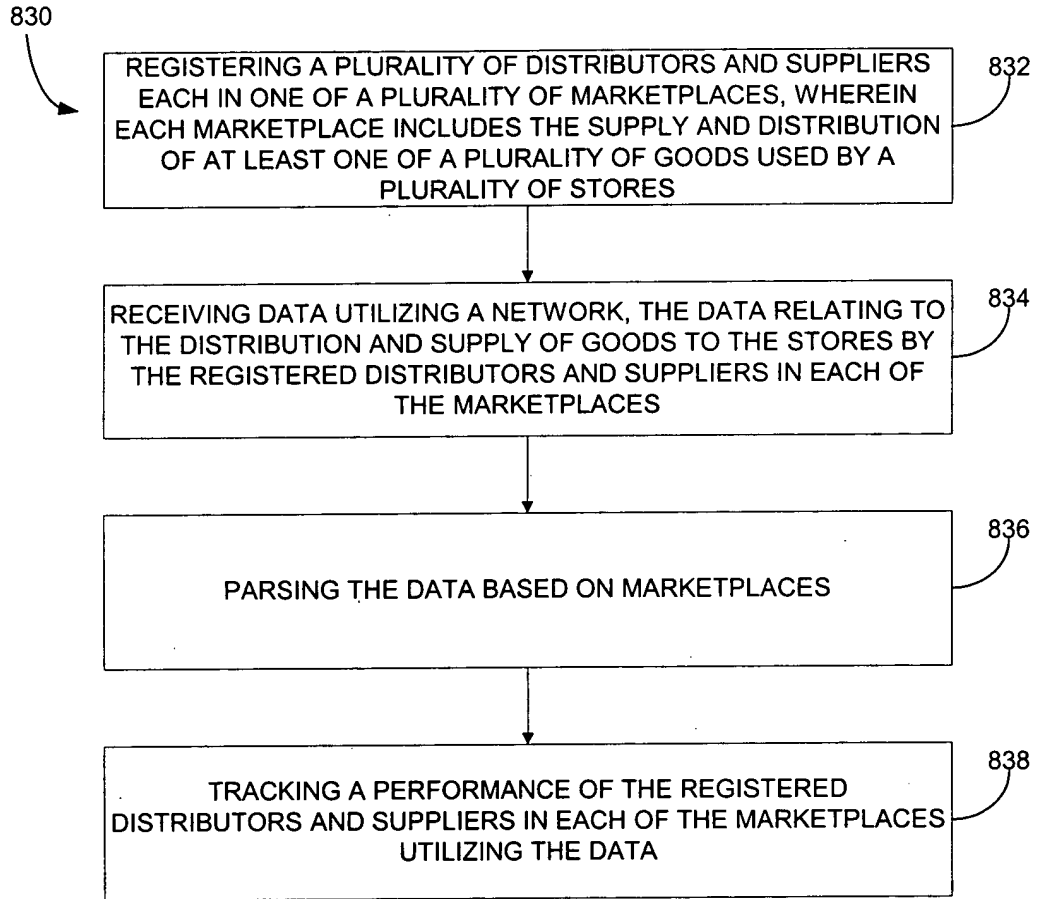 830
REGISTERING A PLURALITY OF DISTRIBUTORS AND SUPPLIERS
EACH IN ONE OF A PLURALITY OF MARKETPLACES, WHEREIN
EACH MARKETPLACE INCLUDES THE SUPPLY AND DISTRIBUTION
OF AT LEAST ONE OF A PLURALITY OF GOODS USED BY A
PLURALITY OF STORES
832
RECEIVING DATA UTILIZING A NETWORK, THE DATA RELATING TO
THE DISTRIBUTION AND SUPPLY OF GOODS TO THE STORES BY
THE REGISTERED DISTRIBUTORS AND SUPPLIERS IN EACH OF
THE MARKETPLACES
834
PARSING THE DATA BASED ON MARKETPLACES
836
TRACKING A PERFORMANCE OF THE REGISTERED
DISTRIBUTORS AND SUPPLIERS IN EACH OF THE MARKETPLACES
UTILIZING THE DATA
838